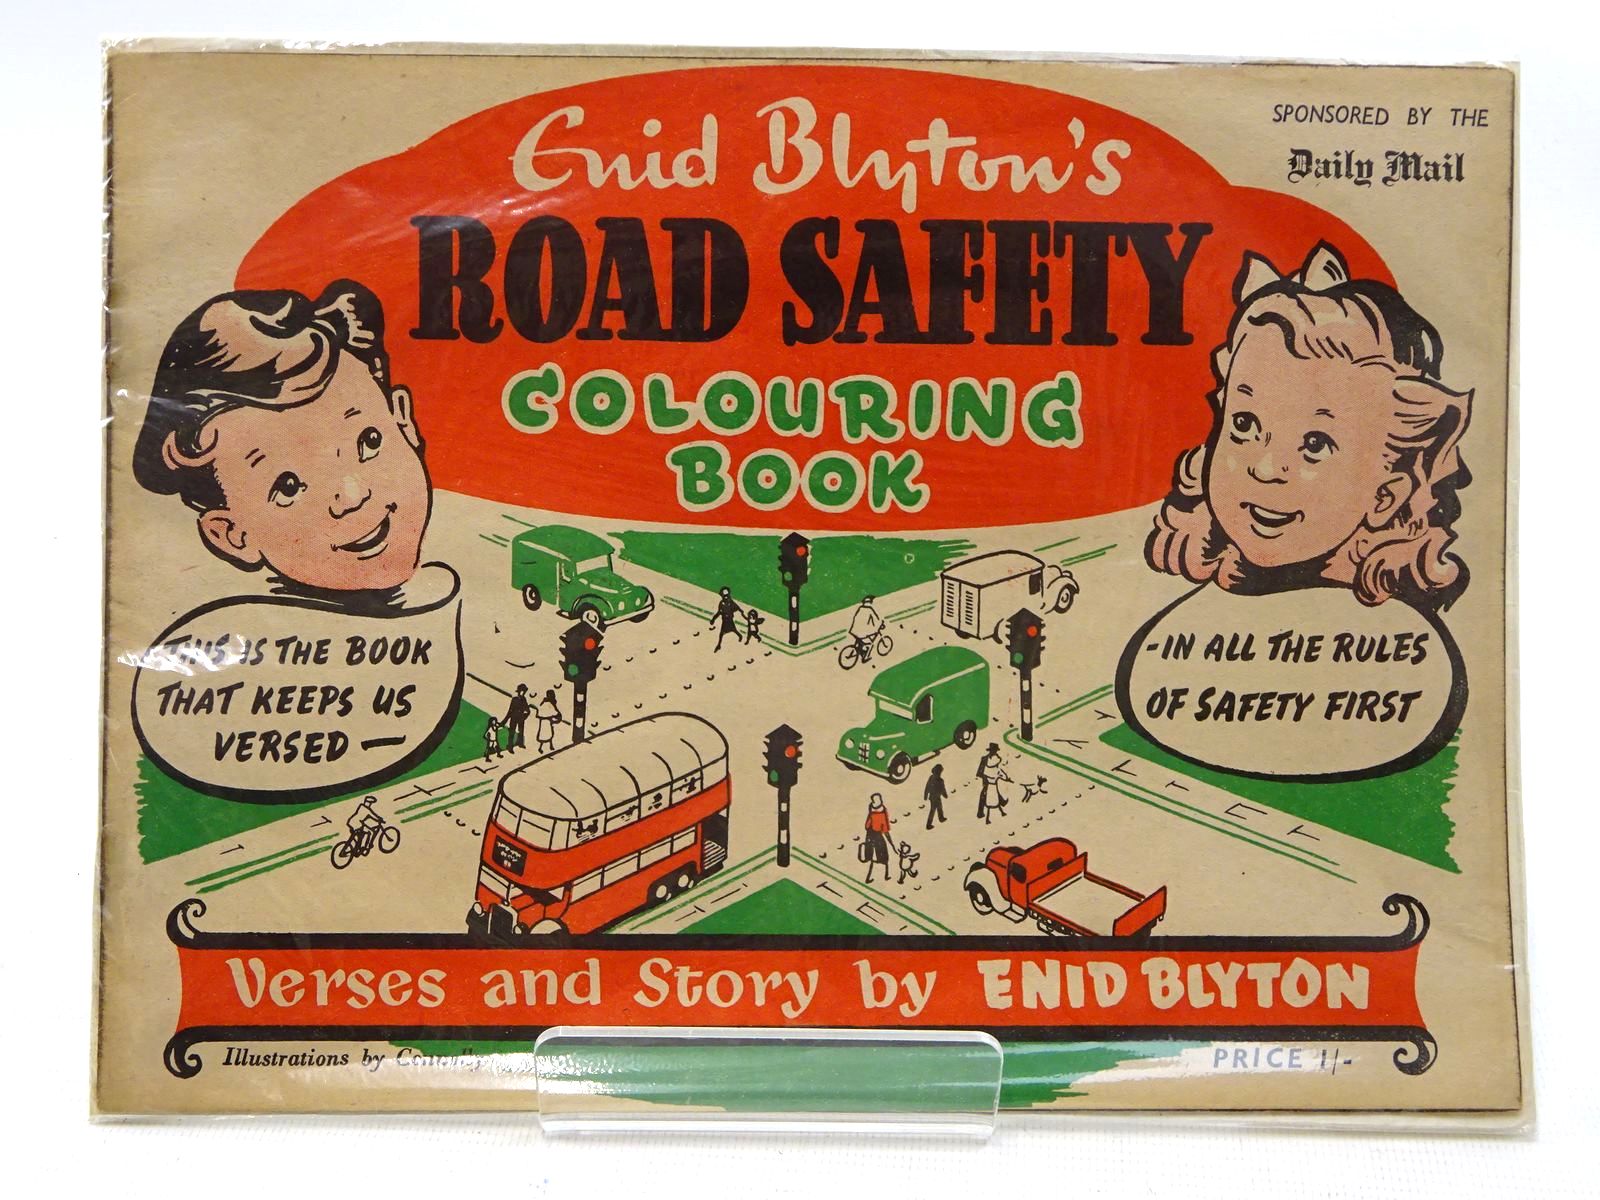 Enid Blyton's
ROAD SAFETY
COLOURING
BOOK
SPONSORED BY THE
Daily Mail
THIS IS THE BOOK
THAT KEEPS US
VERSED —
-IN ALL THE RULES
OF SAFETY FIRST
Verses and Story by ENID BLYTON
Illustrations by
PRICE 1/-